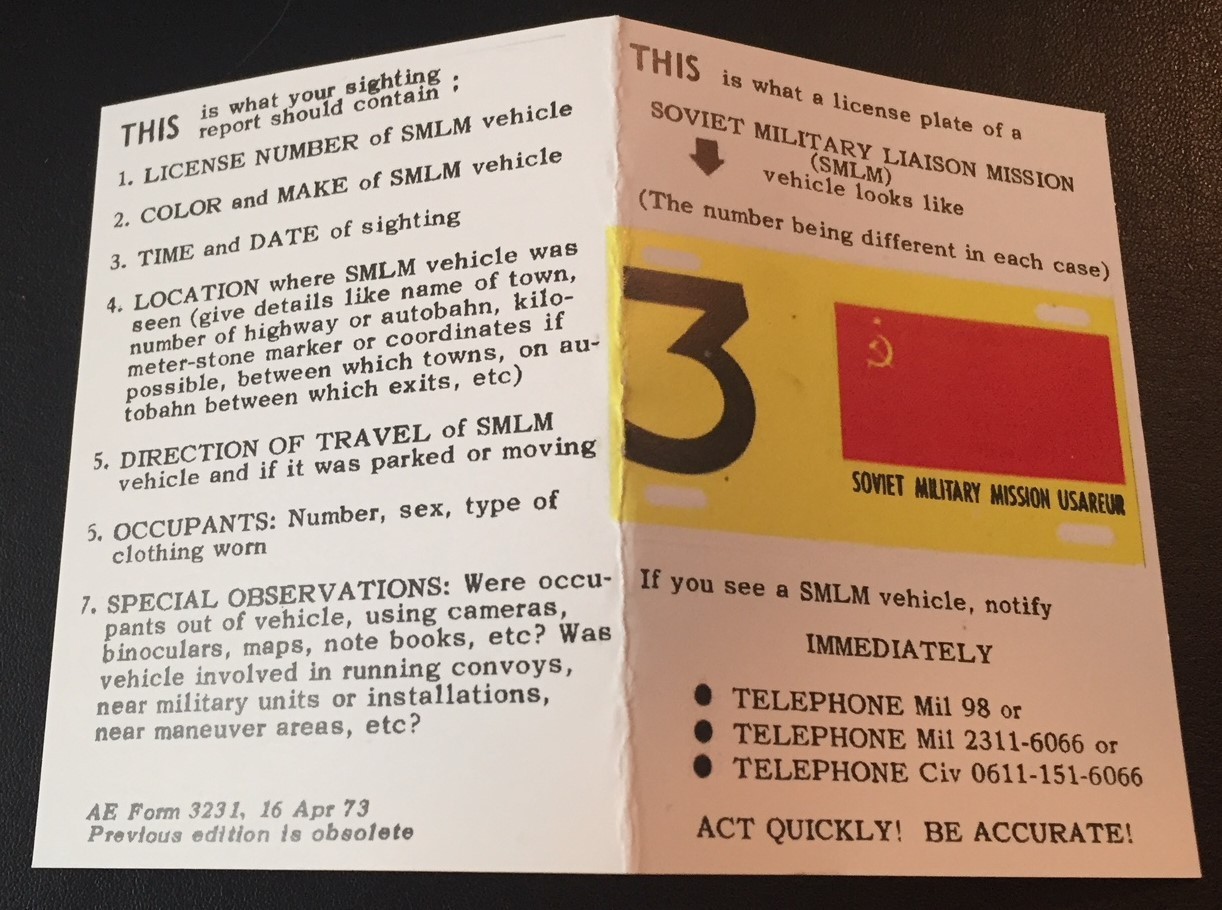 THIS is what your sighting
report should contain :
1. LICENSE NUMBER of SMLM vehicle
2. COLOR and MAKE of SMLM vehicle
3. TIME and DATE of sighting
4. LOCATION where SMLM vehicle was
seen (give details like name of town,
number of highway or autobahn, kilo-
meter-stone marker or coordinates if
possible, between which towns, on au-
tobahn between which exits, etc)
5. DIRECTION OF TRAVEL of SMLM
vehicle and if it was parked or moving
5. OCCUPANTS: Number, sex, type of
clothing worn
7. SPECIAL OBSERVATIONS: Were occu-
pants out of vehicle, using cameras,
binoculars, maps, note books, etc? Was
vehicle involved in running convoys,
near military units or installations,
near maneuver areas, etc?
AE Form 3231, 16 Apr 73
Previous edition is obsolete
THIS is what a license plate of a
SOVIET MILITARY LIAISON MISSION
(SMLM)
vehicle looks like
(The number being different in each case)
3
SOVIET MILITARY MISSION USAREUR
If you see a SMLM vehicle, notify
IMMEDIATELY
● TELEPHONE Mil 98 or
● TELEPHONE Mil 2311-6066 or
● TELEPHONE Civ 0611-151-6066
ACT QUICKLY! BE ACCURATE!